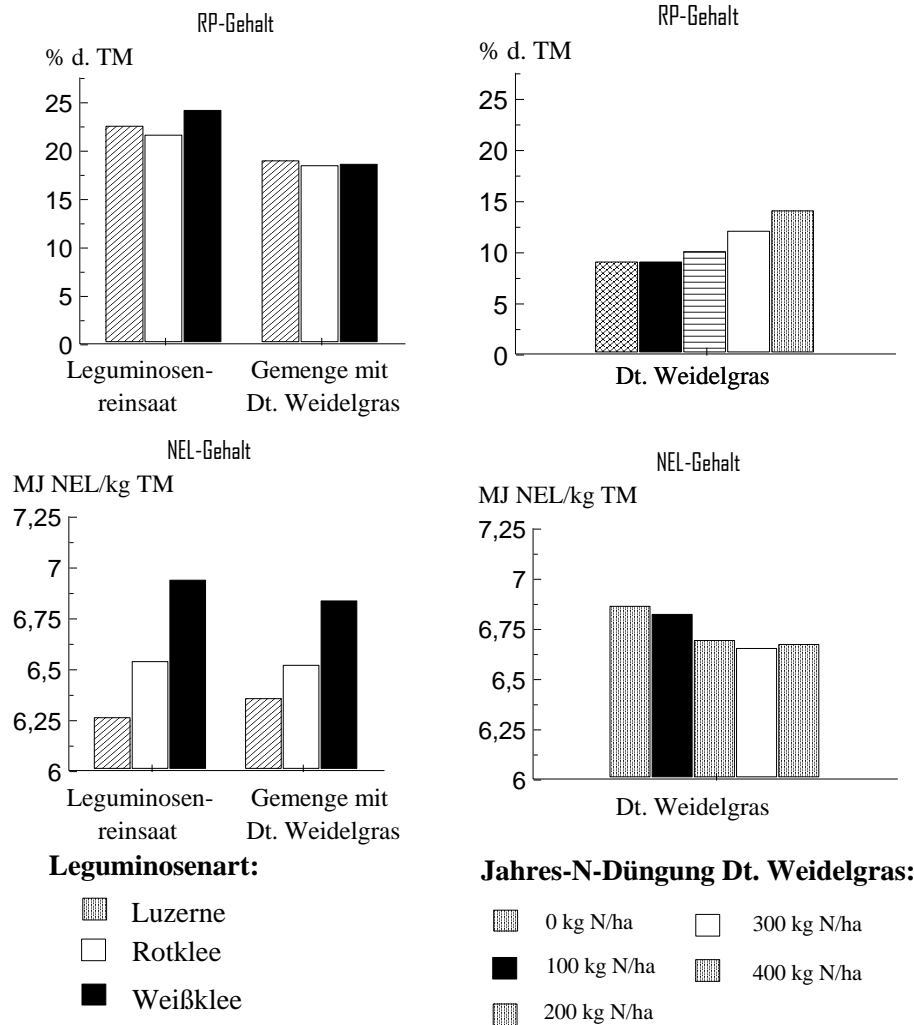 RP-Gehalt
% d. TM
25
20
15
10
5
0
Leguminosen-
reinsaat
Gemenge mit
Dt. Weidelgras
RP-Gehalt
% d. TM
25
20
15
10
5
0
Dt. Weidelgras
NEL-Gehalt
MJ NEL/kg TM
7,25
7
6,75
6,5
6,25
6
Leguminosen-
reinsaat
Gemenge mit
Dt. Weidelgras
NEL-Gehalt
MJ NEL/kg TM
7,25
7
6,75
6,5
6,25
6
Dt. Weidelgras
Leguminosenart:
Luzerne
Rotklee
Weißklee
Jahres-N-Düngung Dt. Weidelgras:
0 kg N/ha
100 kg N/ha
200 kg N/ha
300 kg N/ha
400 kg N/ha